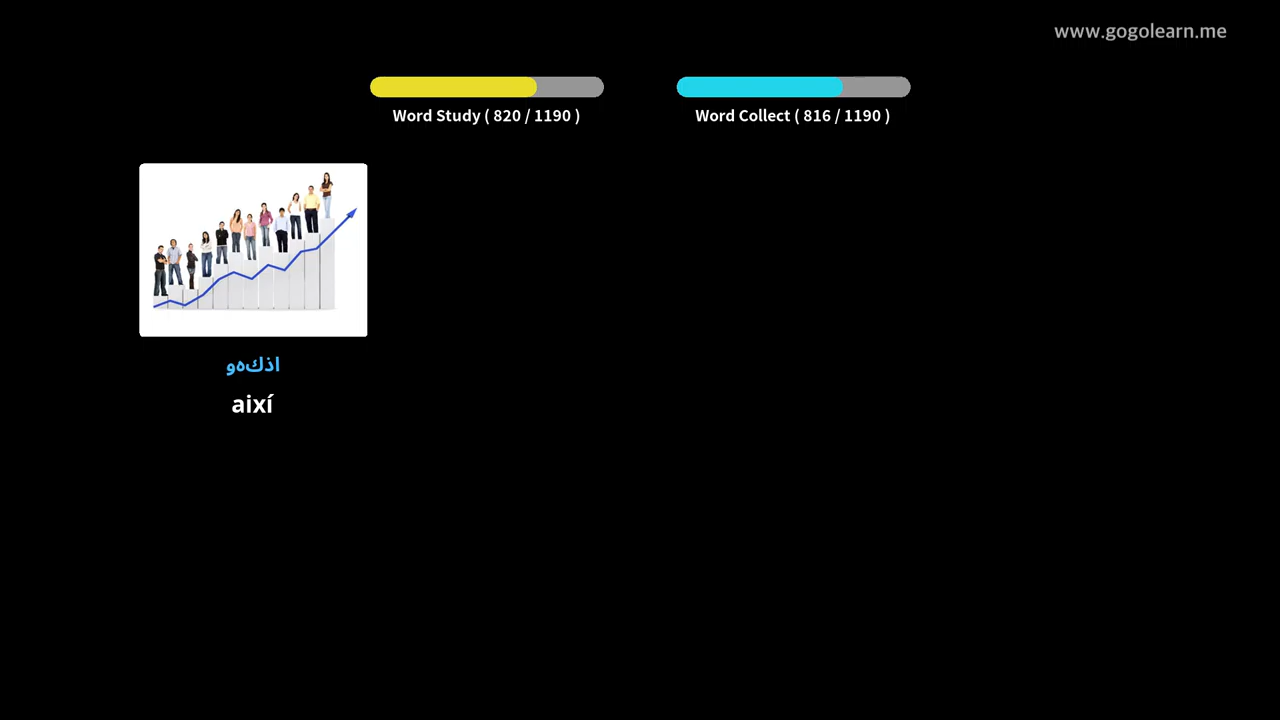 www.gogolearn.me
Word Study ( 820 / 1190 )
Word Collect ( 816 / 1190 )
اذكهو
així